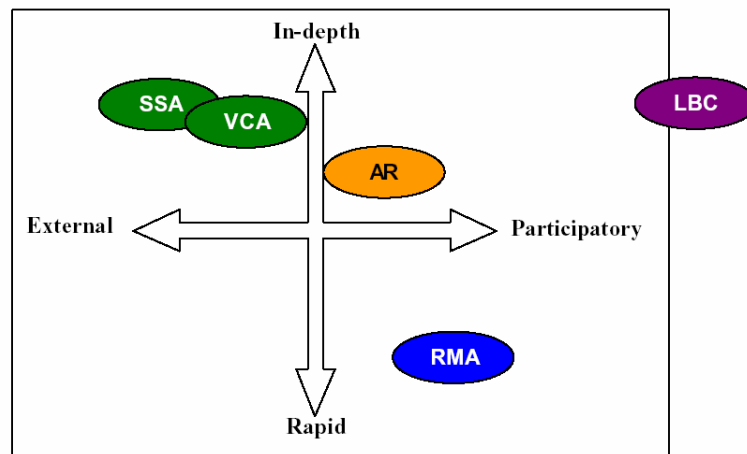 In-depth
SSA
VCA
LBC
AR
External
Participatory
RMA
Rapid